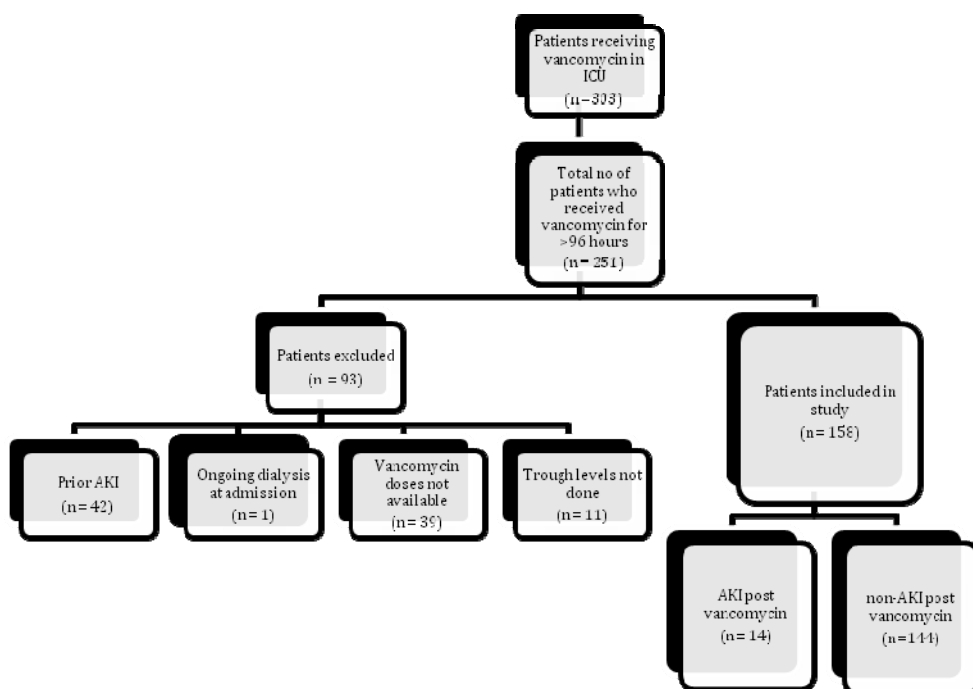 Patients receiving
vancomycin in
ICU
(n=303)
Total no of
patients who
received
vancomycin for
>96 hours
(n = 251)
Patients excluded
(n = 93)
Patients included in
study
(n= 158)
Prior AKI
(n= 42)
Ongoing dialysis
at admission
(n= 1)
Vancomycin
doses not
available
(n= 39)
Trough levels not
done
(n= 11)
AKI post
vancomycin
(n= 14)
non-AKI post
vancomycin
(n=144)